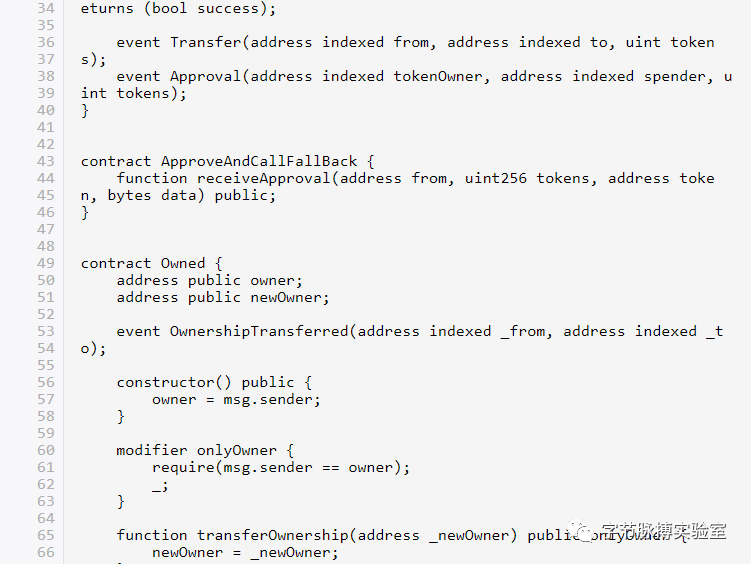 34 eturns (bool success);
35
36     event Transfer(address indexed from, address indexed to, uint token
37 s);
38     event Approval(address indexed tokenOwner, address indexed spender, u
39 int tokens);
40 }
41
42
43 contract ApproveAndCallFallBack {
44     function receiveApproval(address from, uint256 tokens, address toke
45 n, bytes data) public;
46 }
47
48
49 contract Owned {
50     address public owner;
51     address public newOwner;
52
53     event OwnershipTransferred(address indexed _from, address indexed _t
54 o);
55
56     constructor() public {
57         owner = msg.sender;
58     }
59
60     modifier onlyOwner {
61         require(msg.sender == owner);
62         _;
63     }
64
65     function transferOwnership(address _newOwner) public onlyOwner {
字节脉搏实验室
66         newOwner = _newOwner;